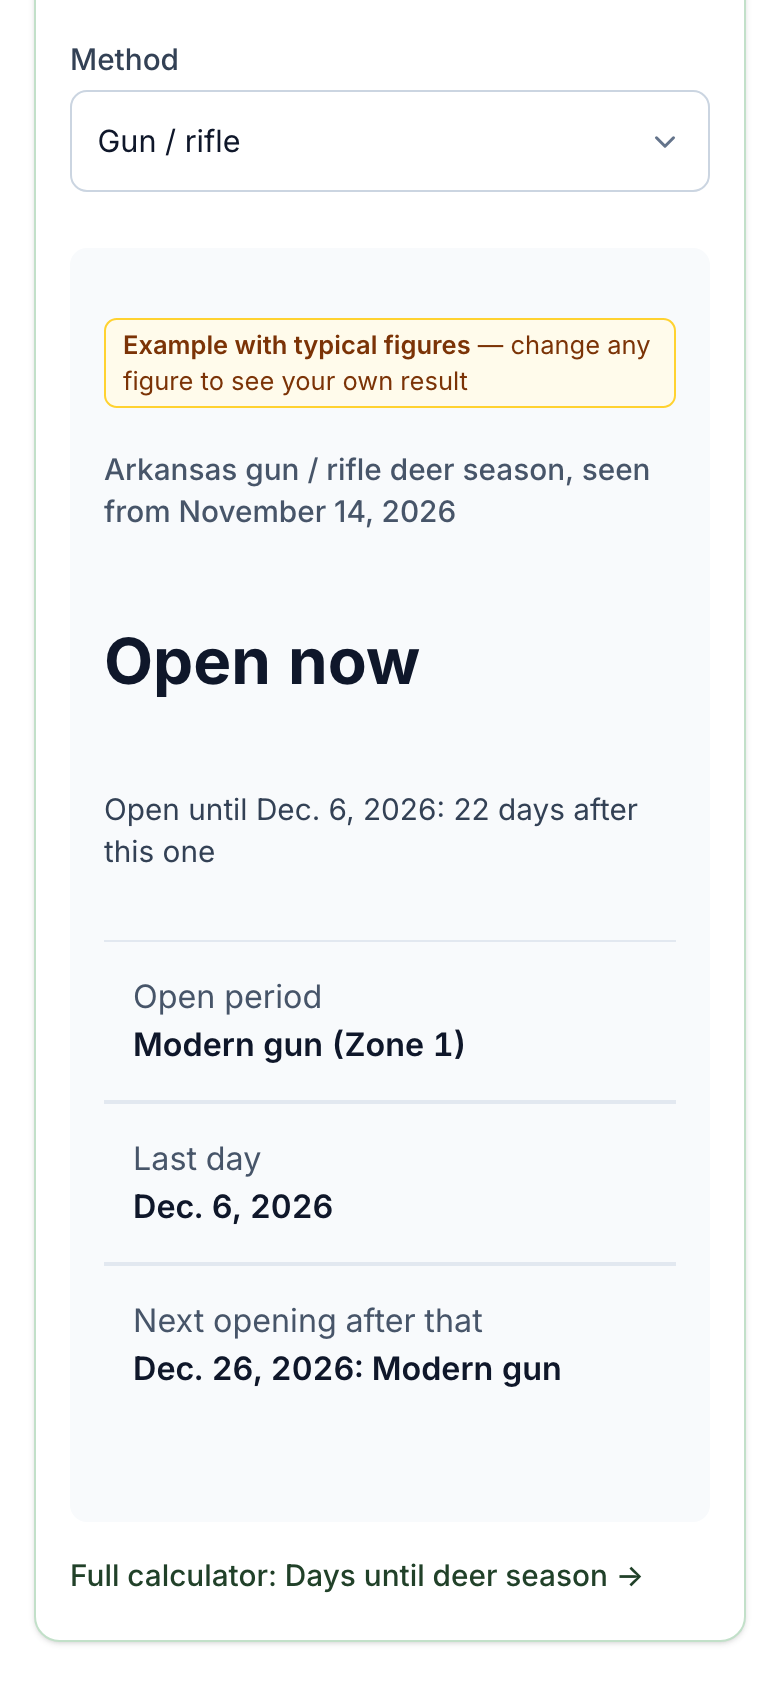 Method
Gun / rifle
Example with typical figures — change any
figure to see your own result
Arkansas gun / rifle deer season, seen
from November 14, 2026
Open now
Open until Dec. 6, 2026: 22 days after
this one
Open period
Modern gun (Zone 1)
Last day
Dec. 6, 2026
Next opening after that
Dec. 26, 2026: Modern gun
Full calculator: Days until deer season →